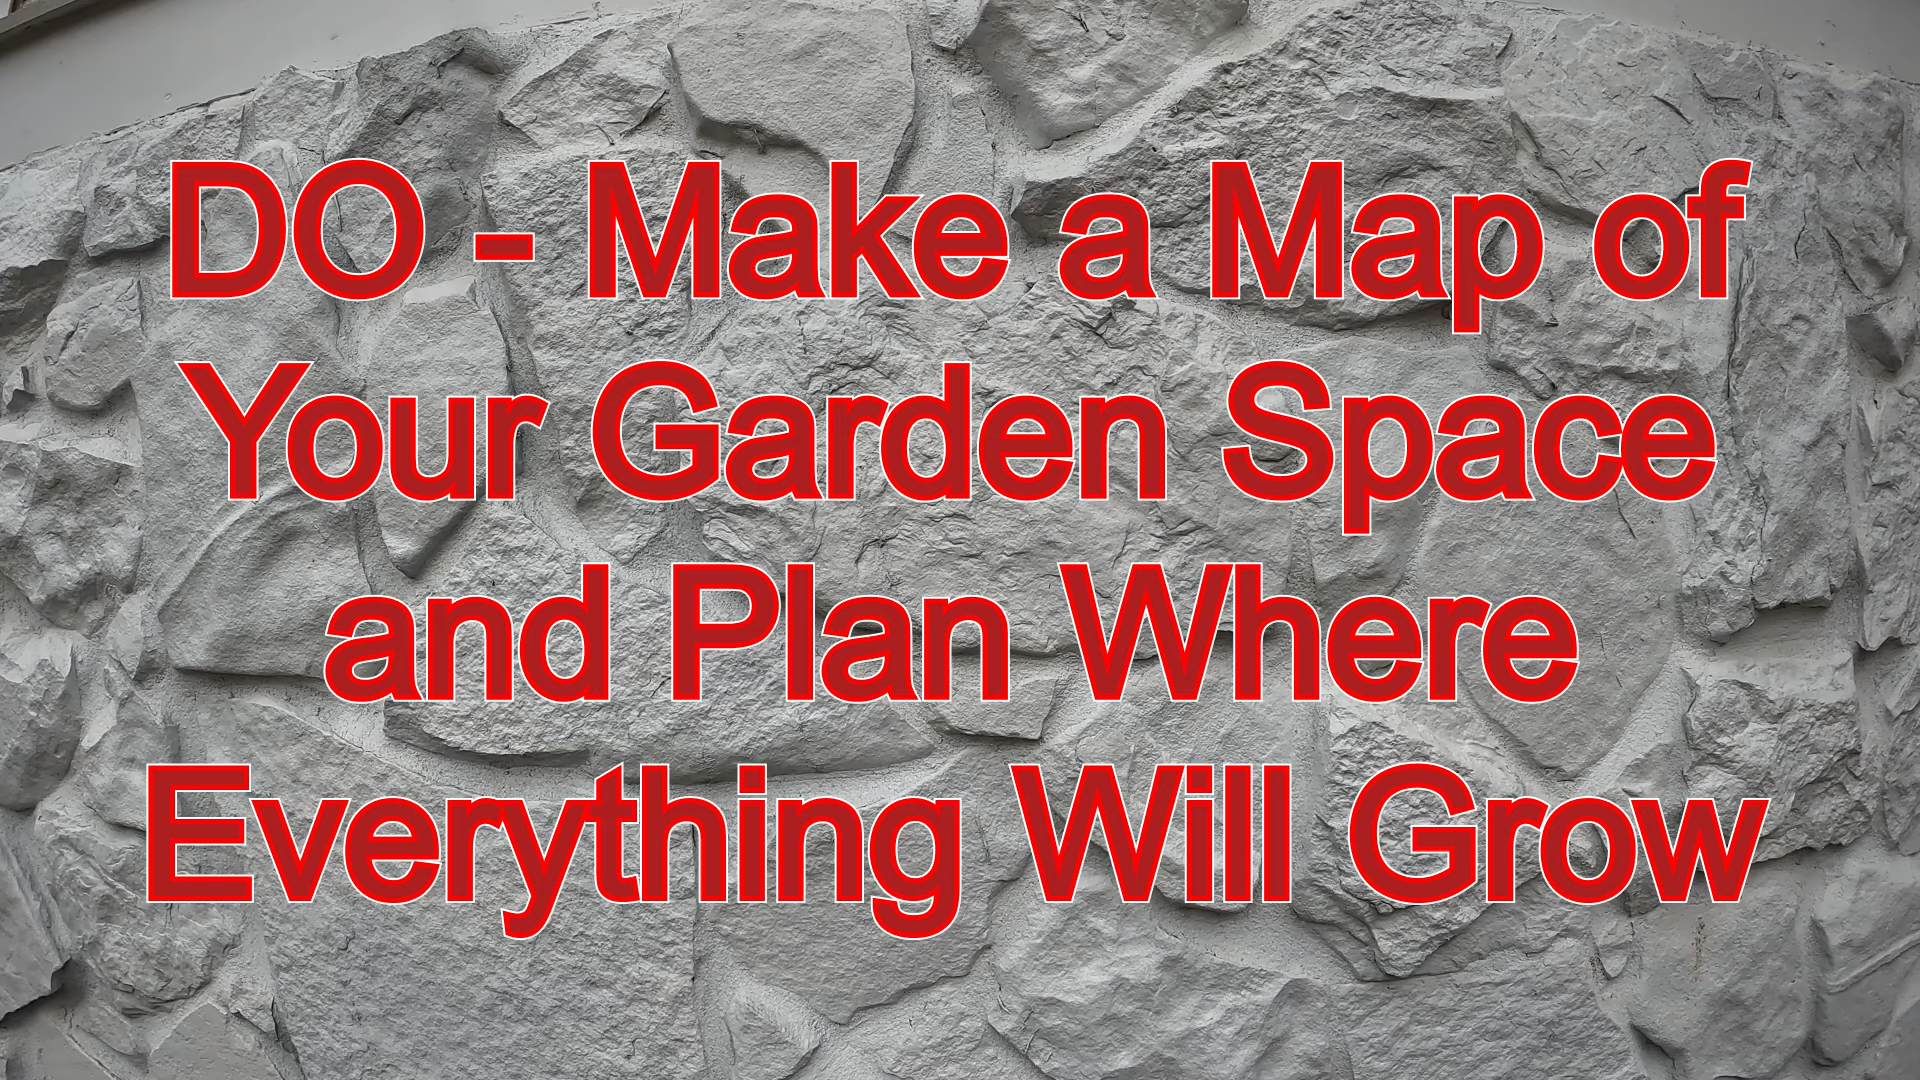 DO - Make a Map of
Your Garden Space
and Plan Where
Everything Will Grow